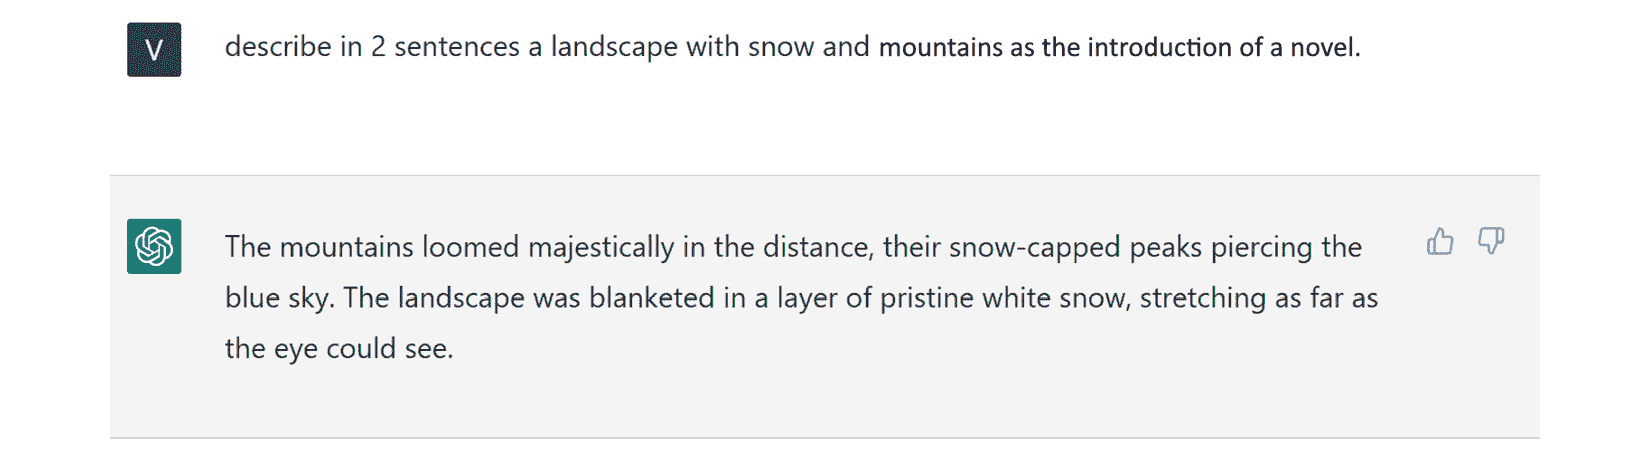 V
describe in 2 sentences a landscape with snow and mountains as the introduction of a novel.
The mountains loomed majestically in the distance, their snow-capped peaks piercing the
blue sky. The landscape was blanketed in a layer of pristine white snow, stretching as far as
the eye could see.